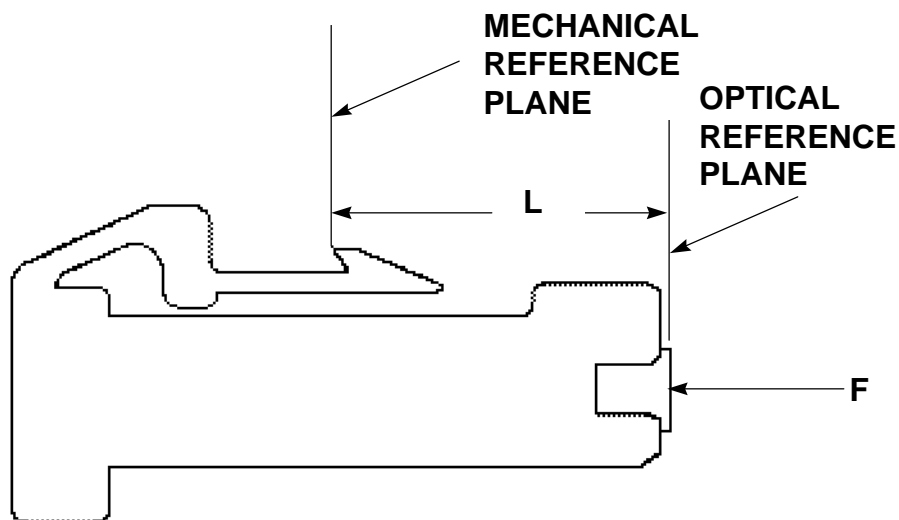 MECHANICAL
REFERENCE
PLANE
OPTICAL
REFERENCE
PLANE
L
F